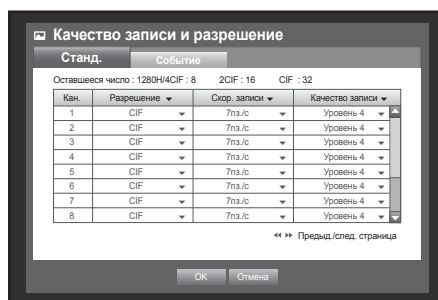 Качество записи и разрешение
Станд. Событие
Оставшееся число : 1280H/4CIF : 8 2CIF : 16 CIF : 32
Кан. Разрешение Скор. записи Качество записи
1 CIF 7пз./с Уровень 4
2 CIF 7пз./с Уровень 4
3 CIF 7пз./с Уровень 4
4 CIF 7пз./с Уровень 4
5 CIF 7пз./с Уровень 4
6 CIF 7пз./с Уровень 4
7 CIF 7пз./с Уровень 4
8 CIF 7пз./с Уровень 4
Предыд./след. страница
OK Отмена